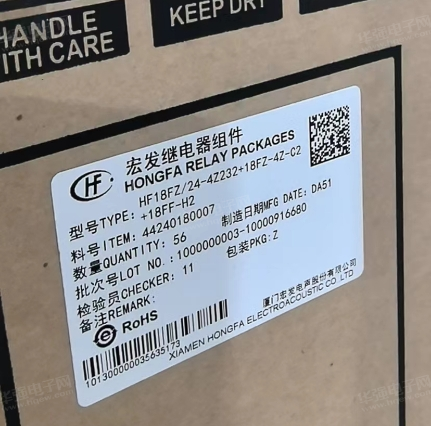 HANDLE
WITH CARE
KEEP DRY
HF
宏发继电器组件
HONGFA RELAY PACKAGES
HF18FZ/24-4Z232+18FZ-4Z-C2
型号TYPE: +18FF-H2
料号ITEM: 44240180007
制造日期MFG DATE: DA51
数量QUANTITY: 56
批次号LOT NO.:1000000003-10000916680
检验员CHECKER: 11
包装PKG:Z
备注REMARK:
e RoHS
10130000035635173
厦门宏发电声股份有限公司
XIAMEN HONGFA ELECTROACOUSTIC CO.,LTD